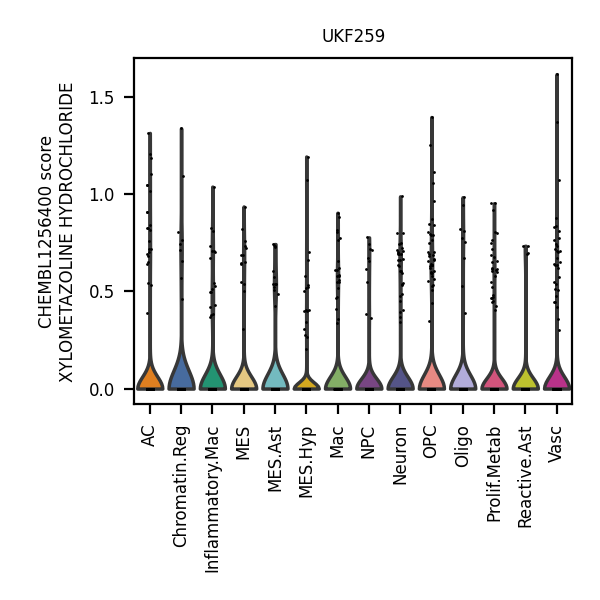 UKF259
CHEMBL1256400 score
XYLOMETAZOLINE HYDROCHLORIDE
1.5
1.0
0.5
0.0
AC
Chromatin.Reg
Inflammatory.Mac
MES
MES.Ast
MES.Hyp
Mac
NPC
Neuron
OPC
Oligo
Prolif.Metab
Reactive.Ast
Vasc